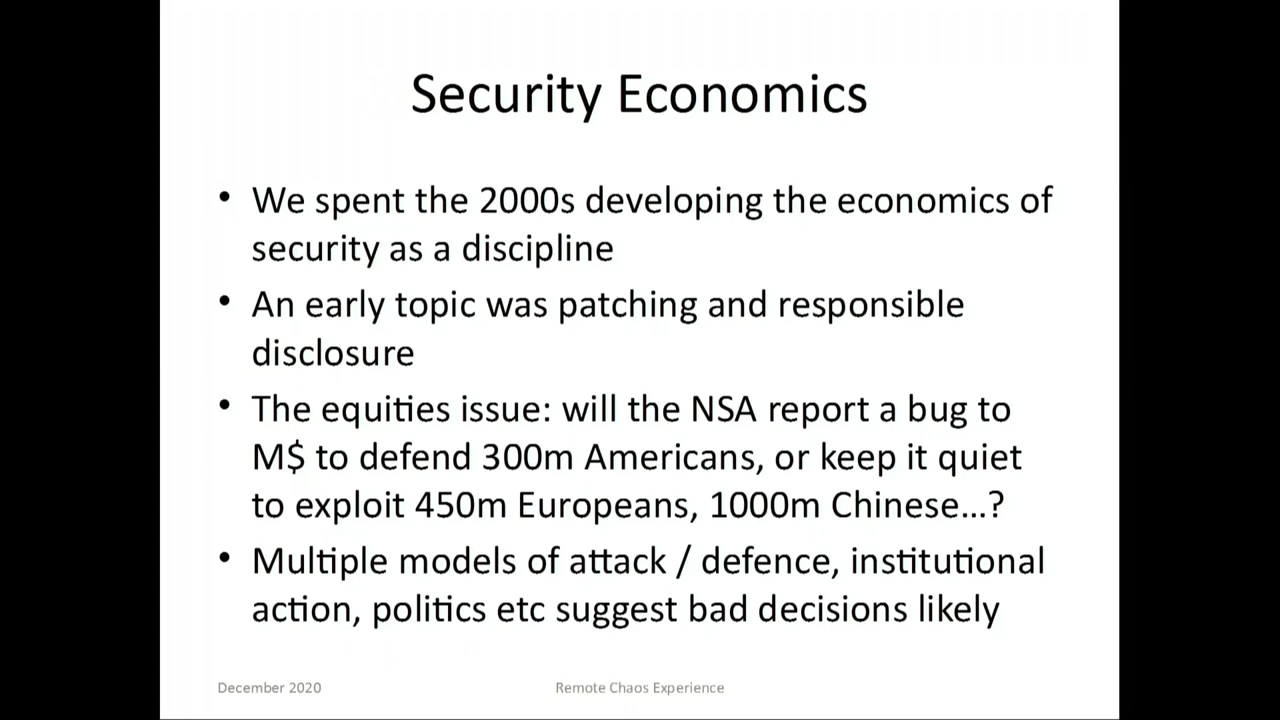 Security Economics
• We spent the 2000s developing the economics of
security as a discipline
• An early topic was patching and responsible
disclosure
• The equities issue: will the NSA report a bug to
M$ to defend 300m Americans, or keep it quiet
to exploit 450m Europeans, 1000m Chinese...?
• Multiple models of attack / defence, institutional
action, politics etc suggest bad decisions likely
December 2020
Remote Chaos Experience